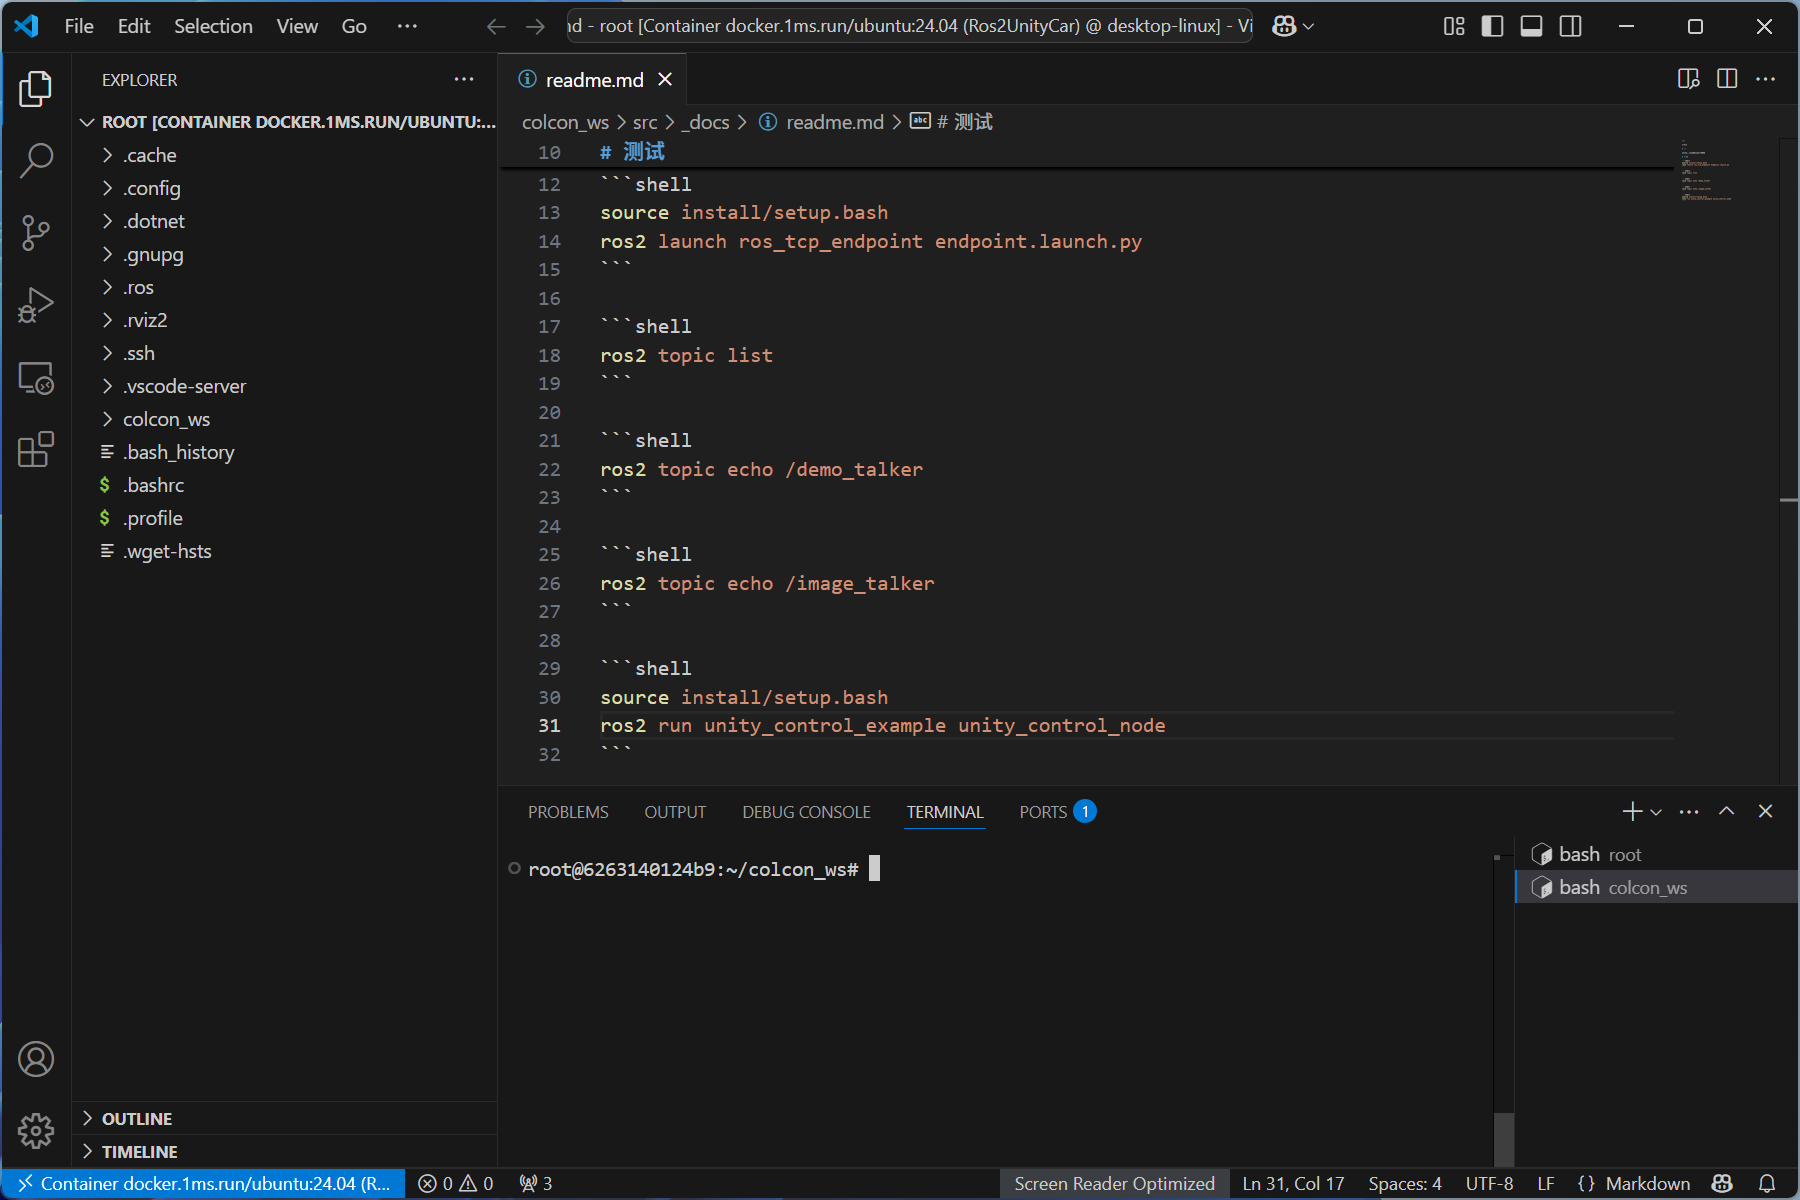 File Edit Selection View Go ··· nd - root [Container docker.1ms.run/ubuntu:24.04 (Ros2UnityCar) @ desktop-linux] - Vi
EXPLORER
ROOT [CONTAINER DOCKER.1MS.RUN/UBUNTU:...
.cache
.config
.dotnet
.gnupg
.ros
.rviz2
.ssh
.vscode-server
colcon_ws
.bash_history
$ .bashrc
$ .profile
.wget-hsts
OUTLINE
TIMELINE
readme.md
colcon_ws > src > _docs > readme.md > # 测试
10 # 测试
12 ```shell
13 source install/setup.bash
14 ros2 launch ros_tcp_endpoint endpoint.launch.py
15 ```
16
17 ```shell
18 ros2 topic list
19 ```
20
21 ```shell
22 ros2 topic echo /demo_talker
23 ```
24
25 ```shell
26 ros2 topic echo /image_talker
27 ```
28
29 ```shell
30 source install/setup.bash
31 ros2 run unity_control_example unity_control_node
32 ```
PROBLEMS OUTPUT DEBUG CONSOLE TERMINAL PORTS 1
root@6263140124b9:~/colcon_ws#
bash root
bash colcon_ws
Container docker.1ms.run/ubuntu:24.04 (R... 0 0 3 Screen Reader Optimized Ln 31, Col 17 Spaces: 4 UTF-8 LF {} Markdown